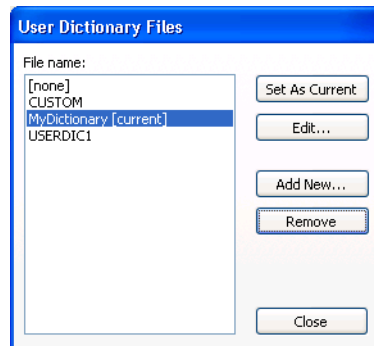 User Dictionary Files
File name:
[none]
CUSTOM
MyDictionary [current]
USERDIC1
Set As Current
Edit...
Add New...
Remove
Close